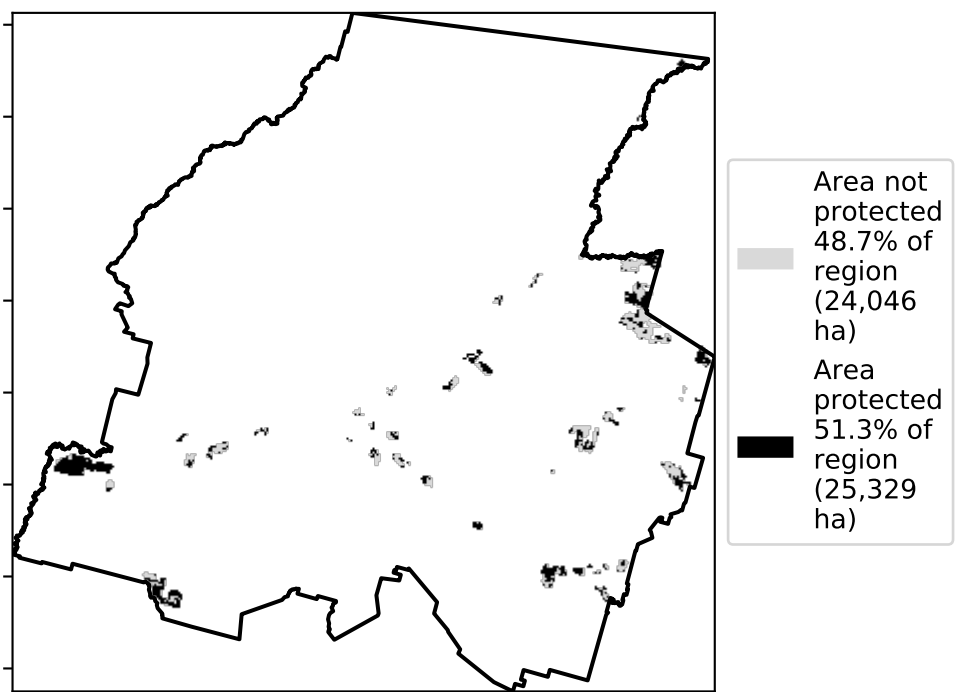 Area not
protected
48.7% of
region
(24,046
ha)
Area
protected
51.3% of
region
(25,329
ha)